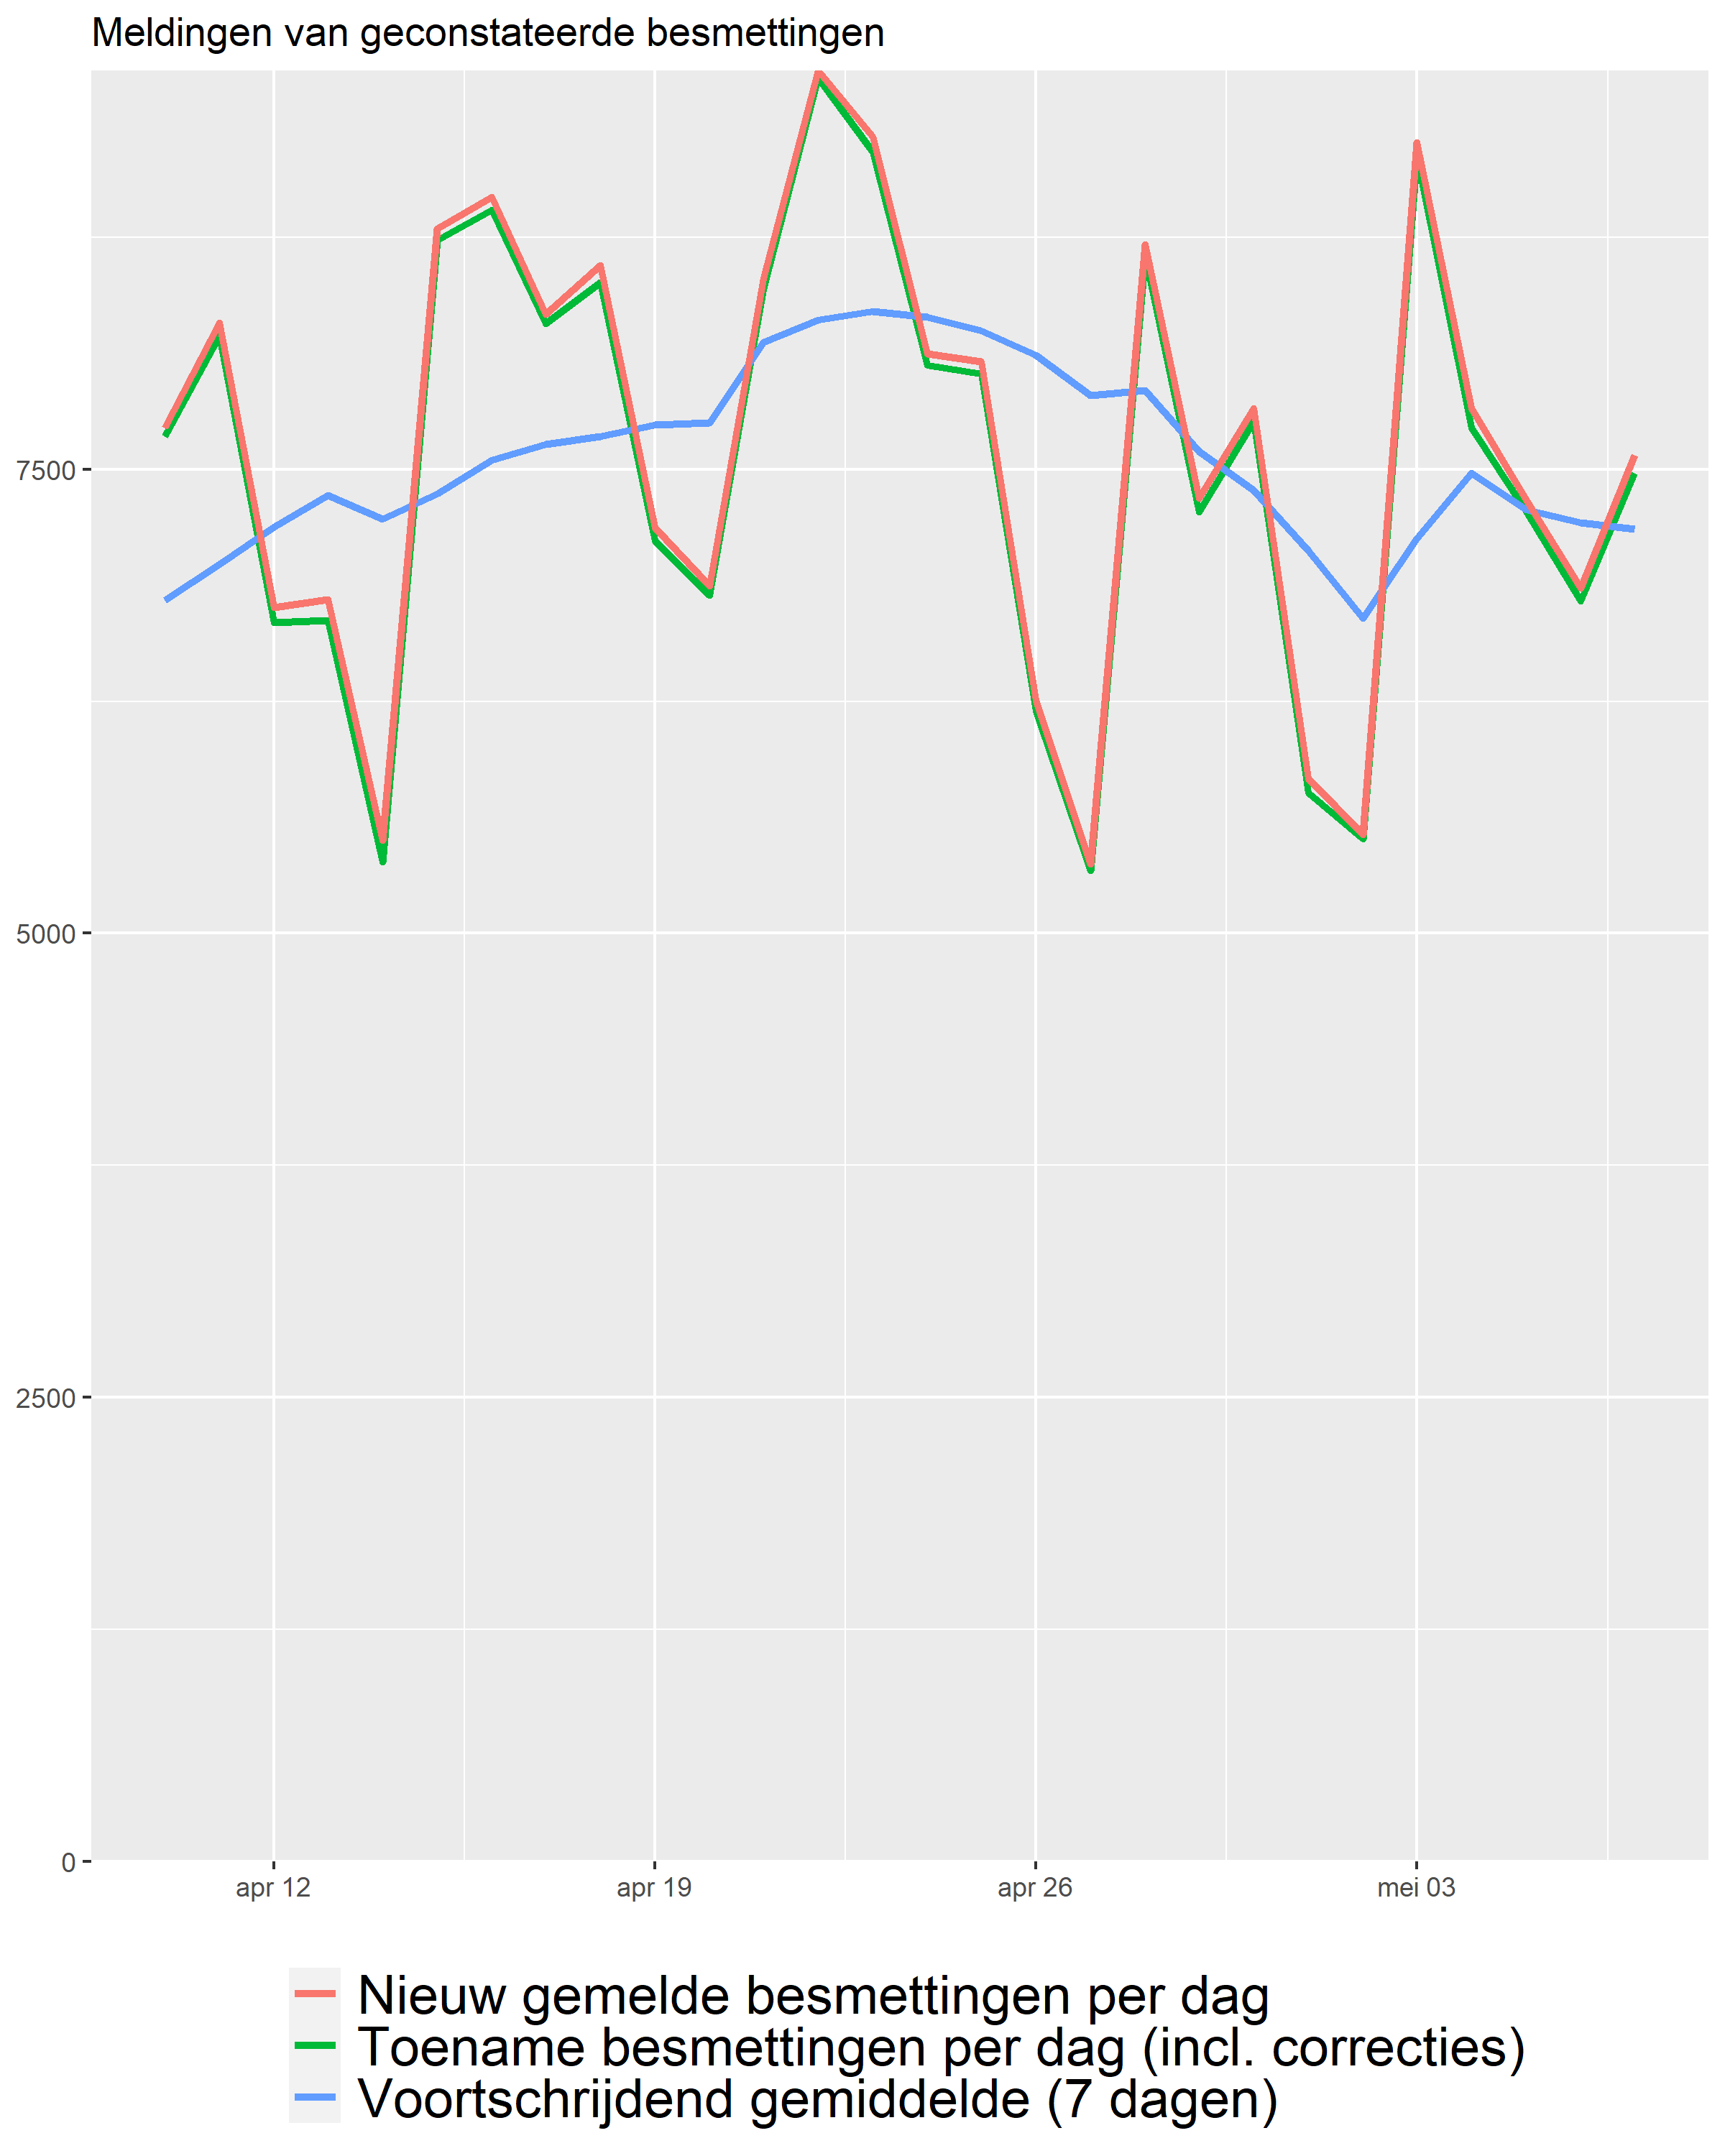 Meldingen van geconstateerde besmettingen
7500
5000
2500
0
apr 12
apr 19
apr 26
mei 03
Nieuw gemelde besmettingen per dag
Toename besmettingen per dag (incl. correcties)
Voortschrijdend gemiddelde (7 dagen)